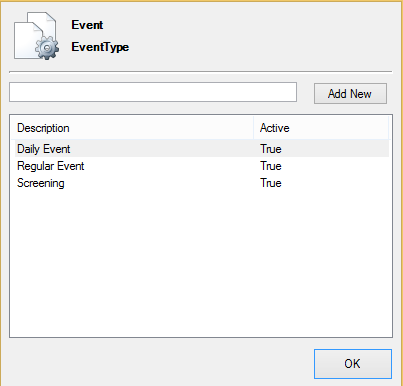 Event
EventType
Add New
Description Active
Daily Event True
Regular Event True
Screening True
OK